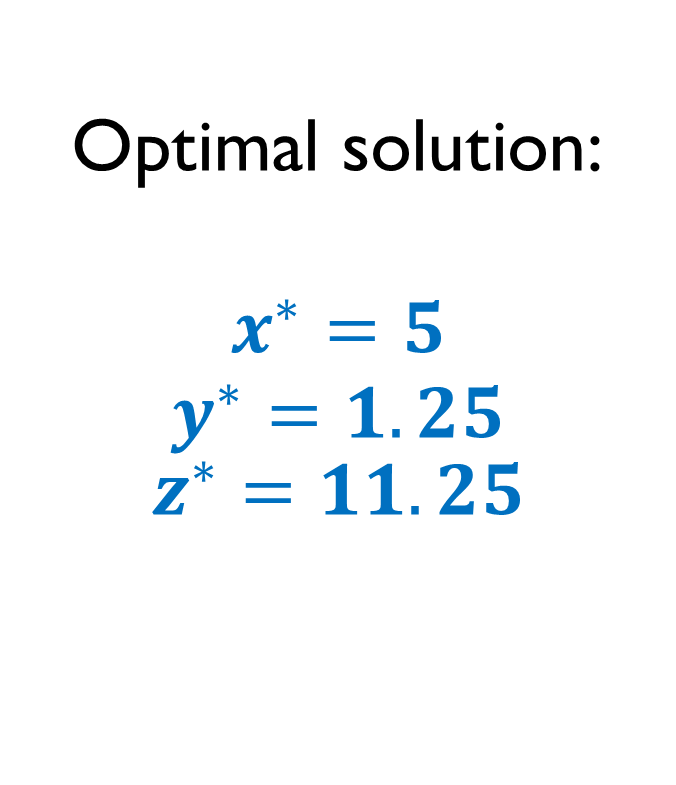 Optimal solution:
x* = 5
y* = 1.25
z* = 11.25